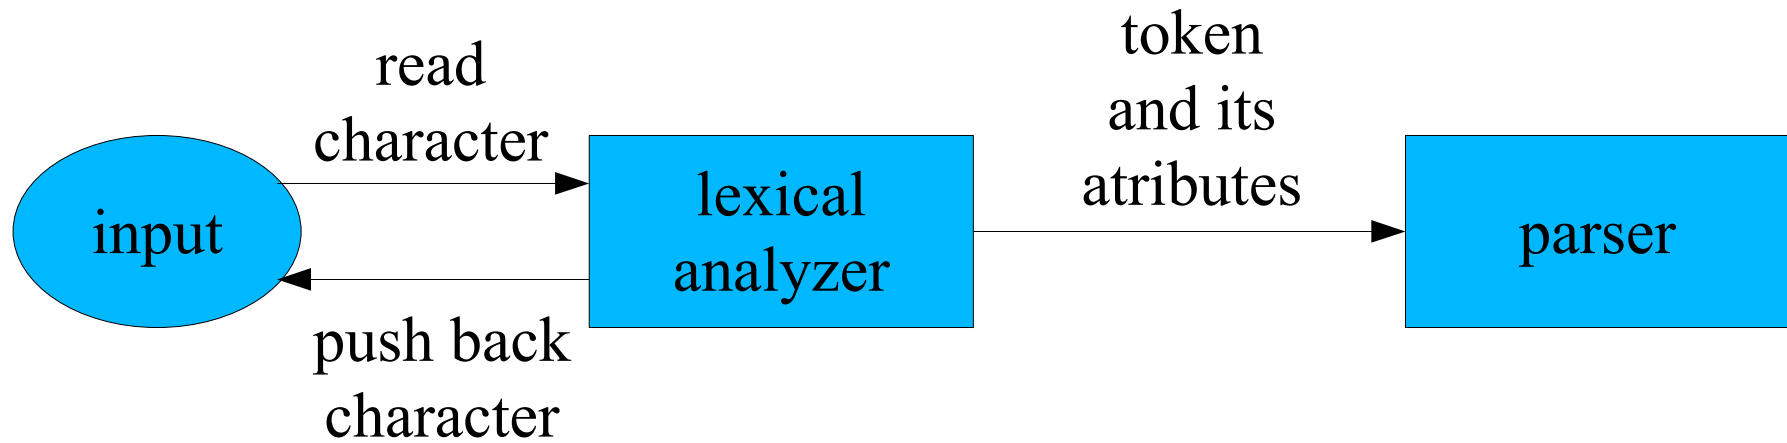 input
read
character
push back
character
lexical
analyzer
token
and its
atributes
parser